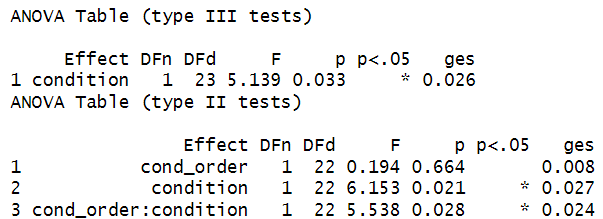 ANOVA Table (type III tests)
Effect DFn DFd F p p<.05 ges
1 condition 1 23 5.139 0.033 * 0.026
ANOVA Table (type II tests)
Effect DFn DFd F p p<.05 ges
1 cond_order 1 22 0.194 0.664 0.008
2 condition 1 22 6.153 0.021 * 0.027
3 cond_order:condition 1 22 5.538 0.028 * 0.024